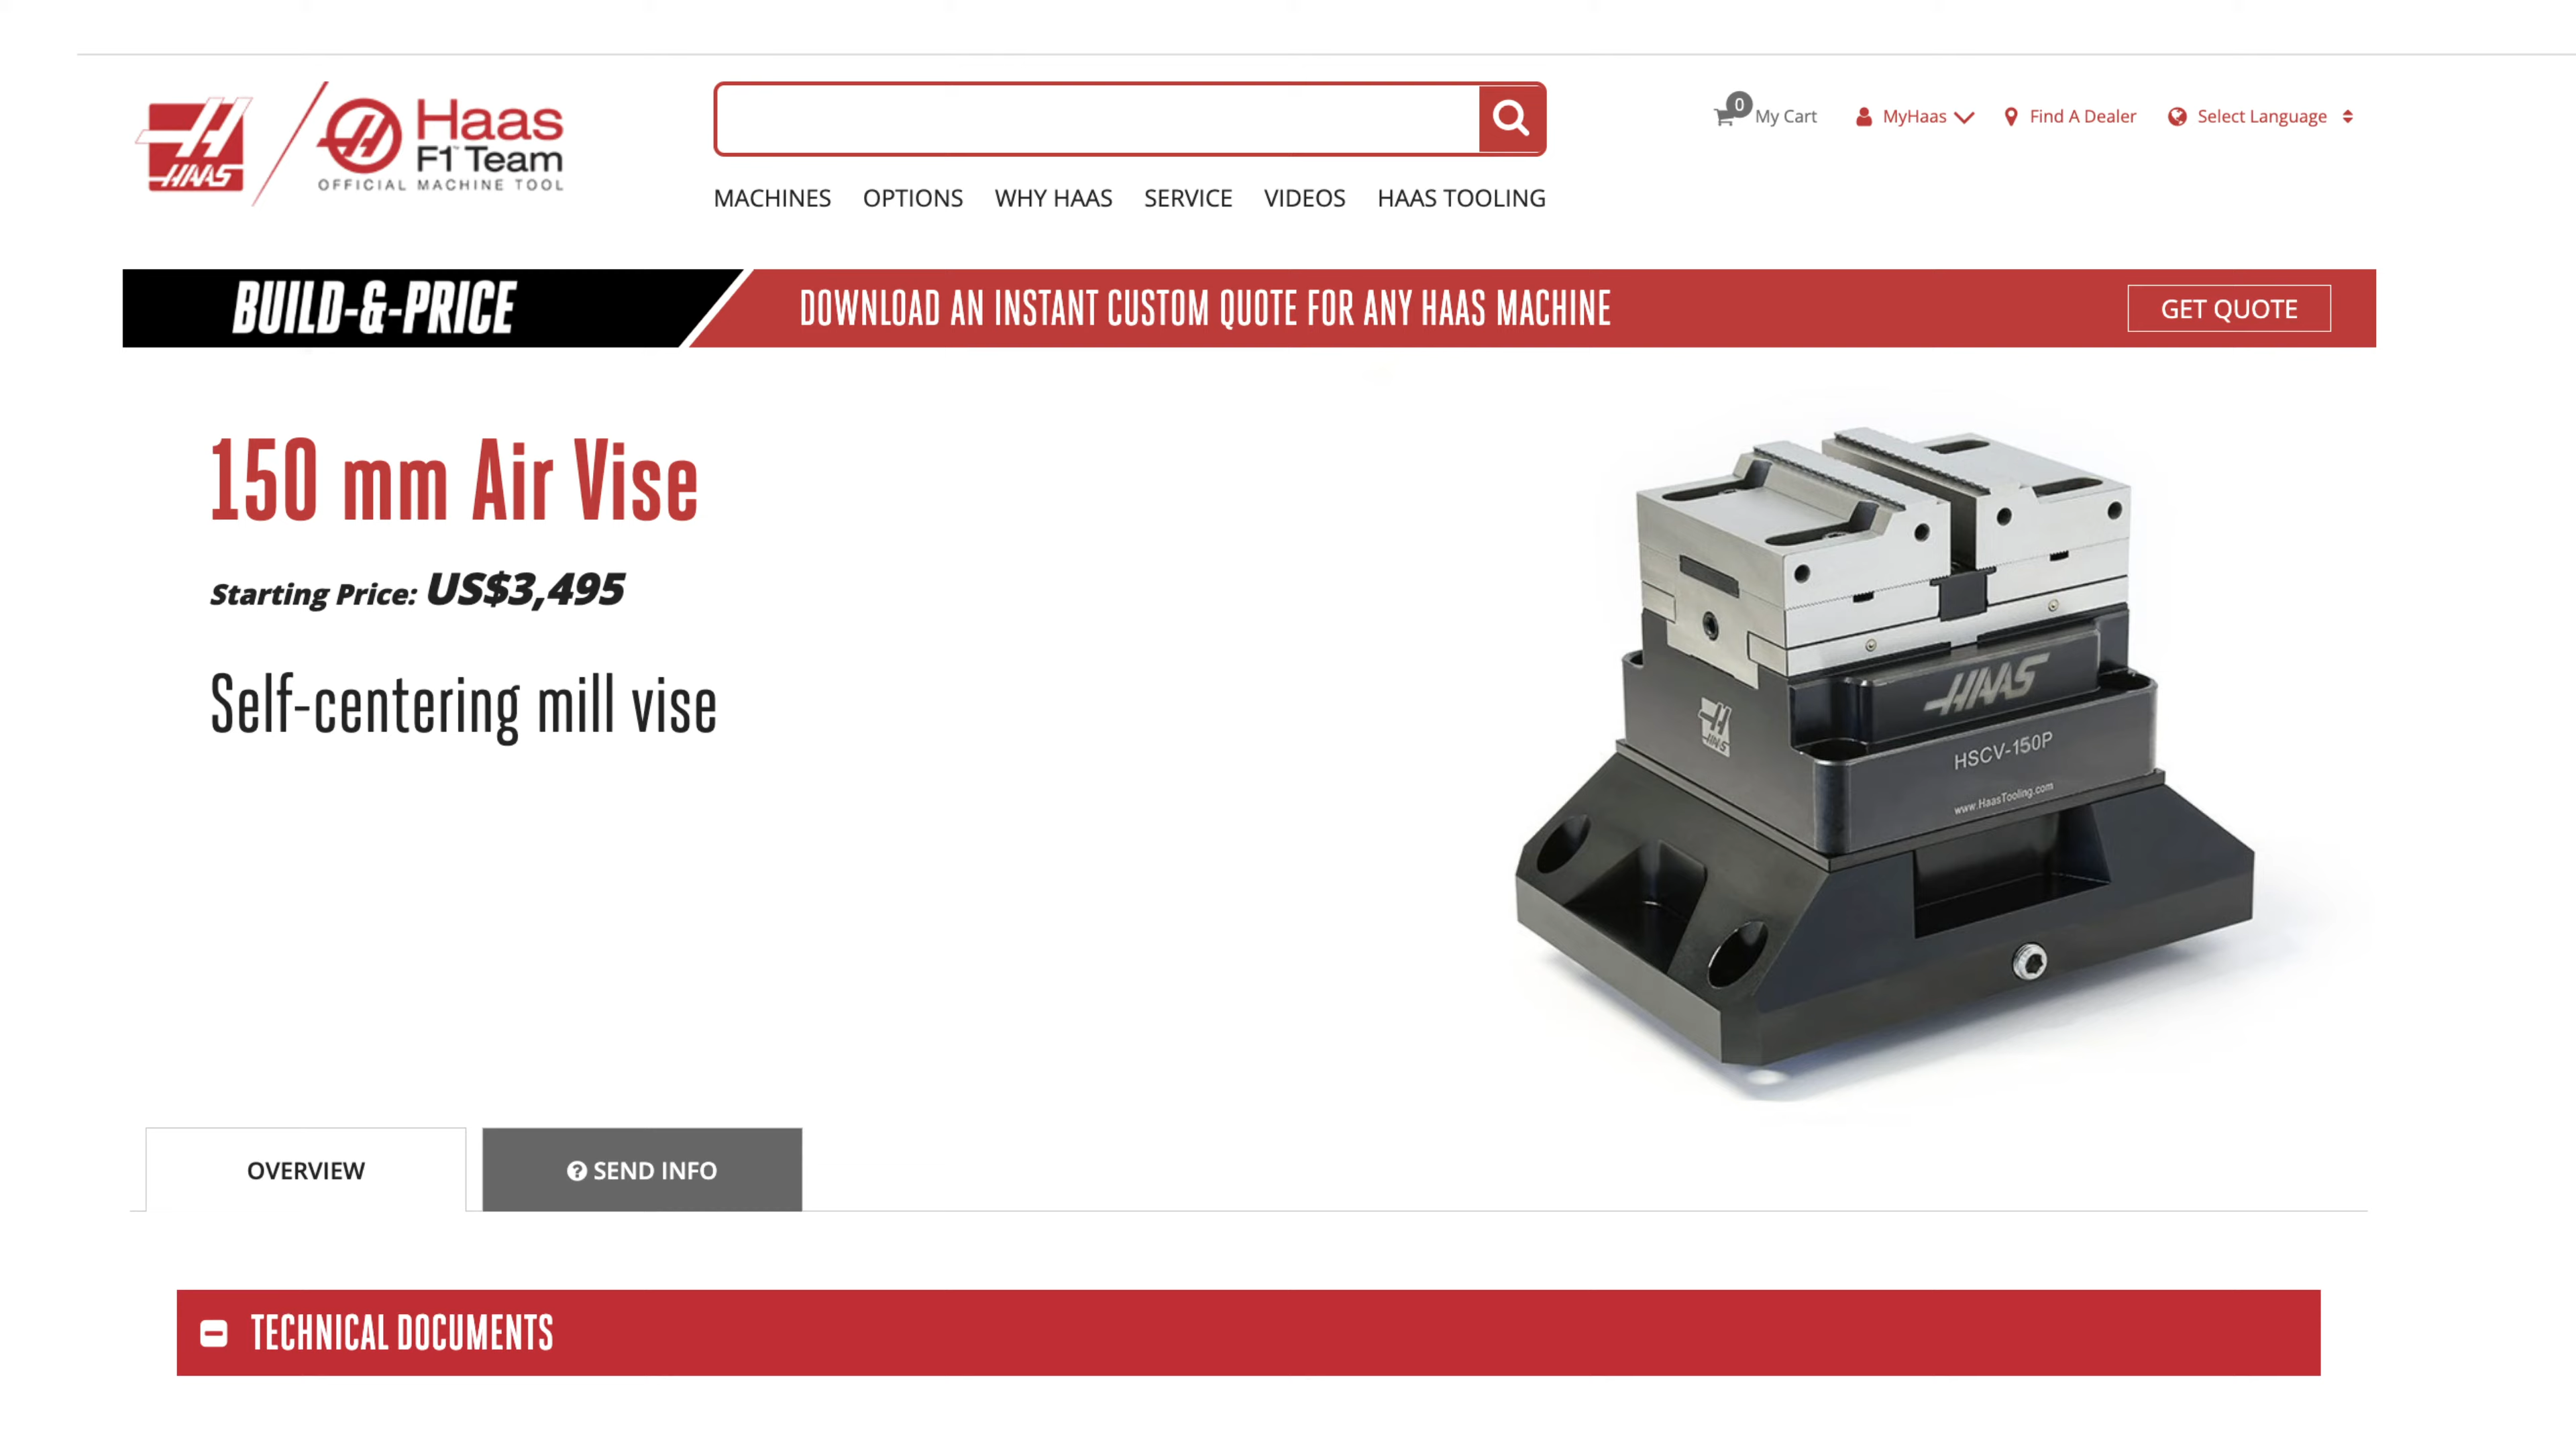 HAAS
Haas
F1 Team
OFFICIAL MACHINE TOOL
0
My Cart
MyHaas
Find A Dealer
Select Language
MACHINES OPTIONS WHY HAAS SERVICE VIDEOS HAAS TOOLING
BUILD-&-PRICE
DOWNLOAD AN INSTANT CUSTOM QUOTE FOR ANY HAAS MACHINE
GET QUOTE
150 mm Air Vise
Starting Price: US$3,495
Self-centering mill vise
HAAS
HAAS
HSCV-150P
www.HaasTooling.com
OVERVIEW
SEND INFO
TECHNICAL DOCUMENTS